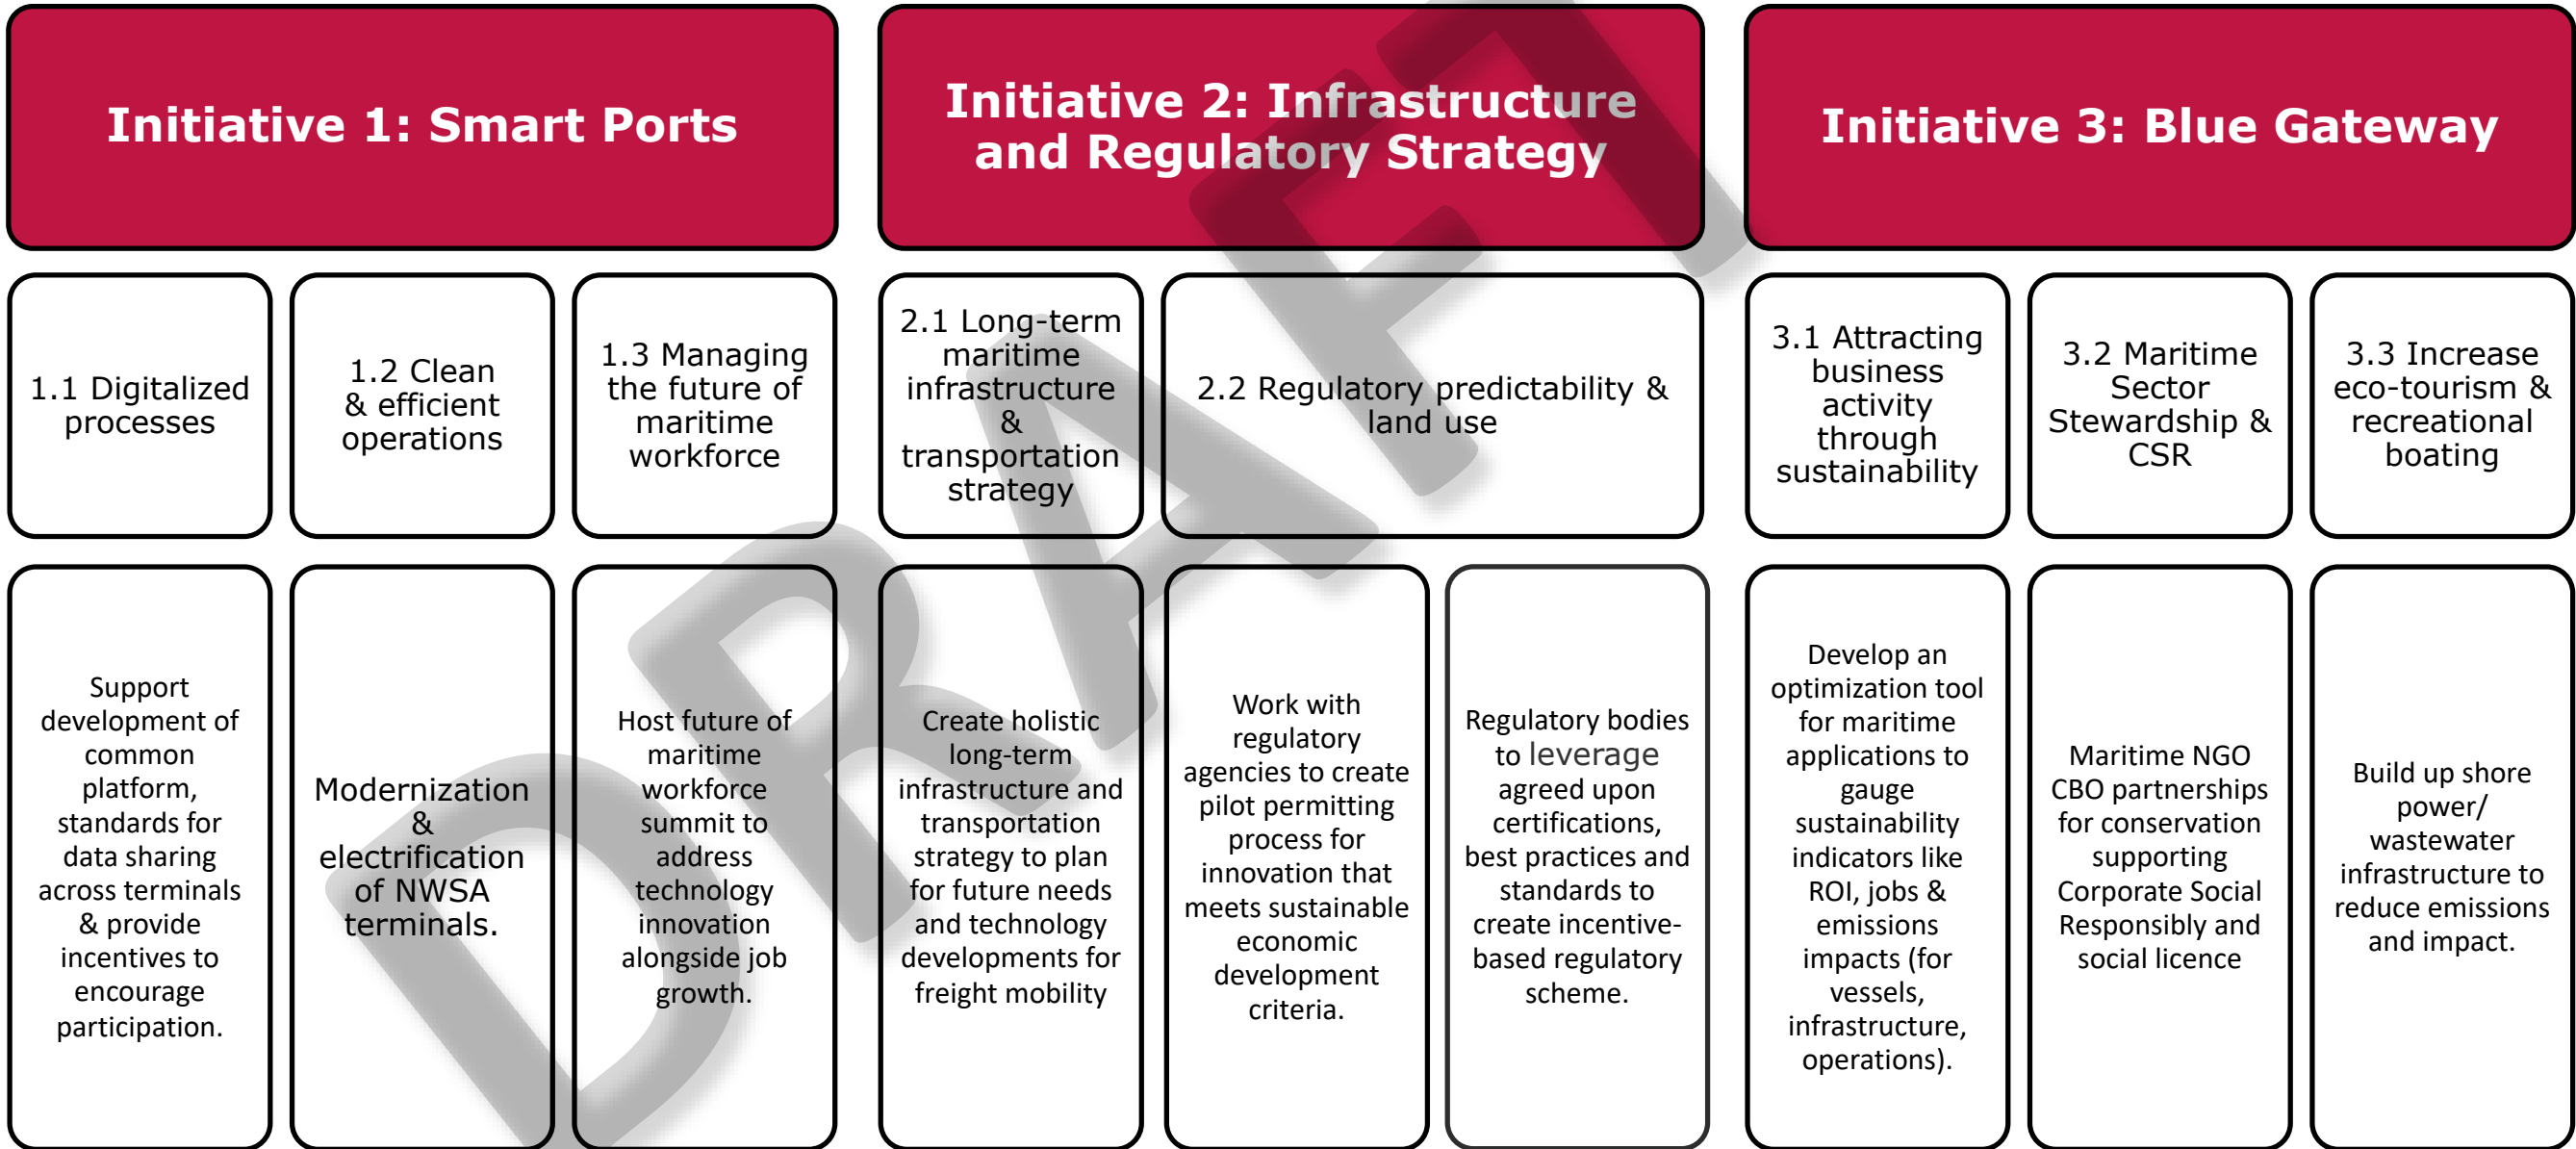 Initiative 1: Smart Ports
Initiative 2: Infrastructure
and Regulatory Strategy
Initiative 3: Blue Gateway
1.1 Digitalized
processes
1.2 Clean
& efficient
operations
1.3 Managing
the future of
maritime
workforce
2.1 Long-term
maritime
infrastructure
&
transportation
strategy
2.2 Regulatory predictability &
land use
3.1 Attracting
business
activity
through
sustainability
3.2 Maritime
Sector
Stewardship &
CSR
3.3 Increase
eco-tourism &
recreational
boating
Support
development of
common
platform,
standards for
data sharing
across terminals
& provide
incentives to
encourage
participation.
Modernization
&
electrification
of NWSA
terminals.
Host future of
maritime
workforce
summit to
address
technology
innovation
alongside job
growth.
Create holistic
long-term
infrastructure and
transportation
strategy to plan
for future needs
and technology
developments for
freight mobility
Work with
regulatory
agencies to create
pilot permitting
process for
innovation that
meets sustainable
economic
development
criteria.
Regulatory bodies
to leverage
agreed upon
certifications,
best practices and
standards to
create incentive-
based regulatory
scheme.
Develop an
optimization tool
for maritime
applications to
gauge
sustainability
indicators like
ROI, jobs &
emissions
impacts (for
vessels,
infrastructure,
operations).
Maritime NGO
CBO partnerships
for conservation
supporting
Corporate Social
Responsibly and
social licence
Build up shore
power/
wastewater
infrastructure to
reduce emissions
and impact.
DRAFT